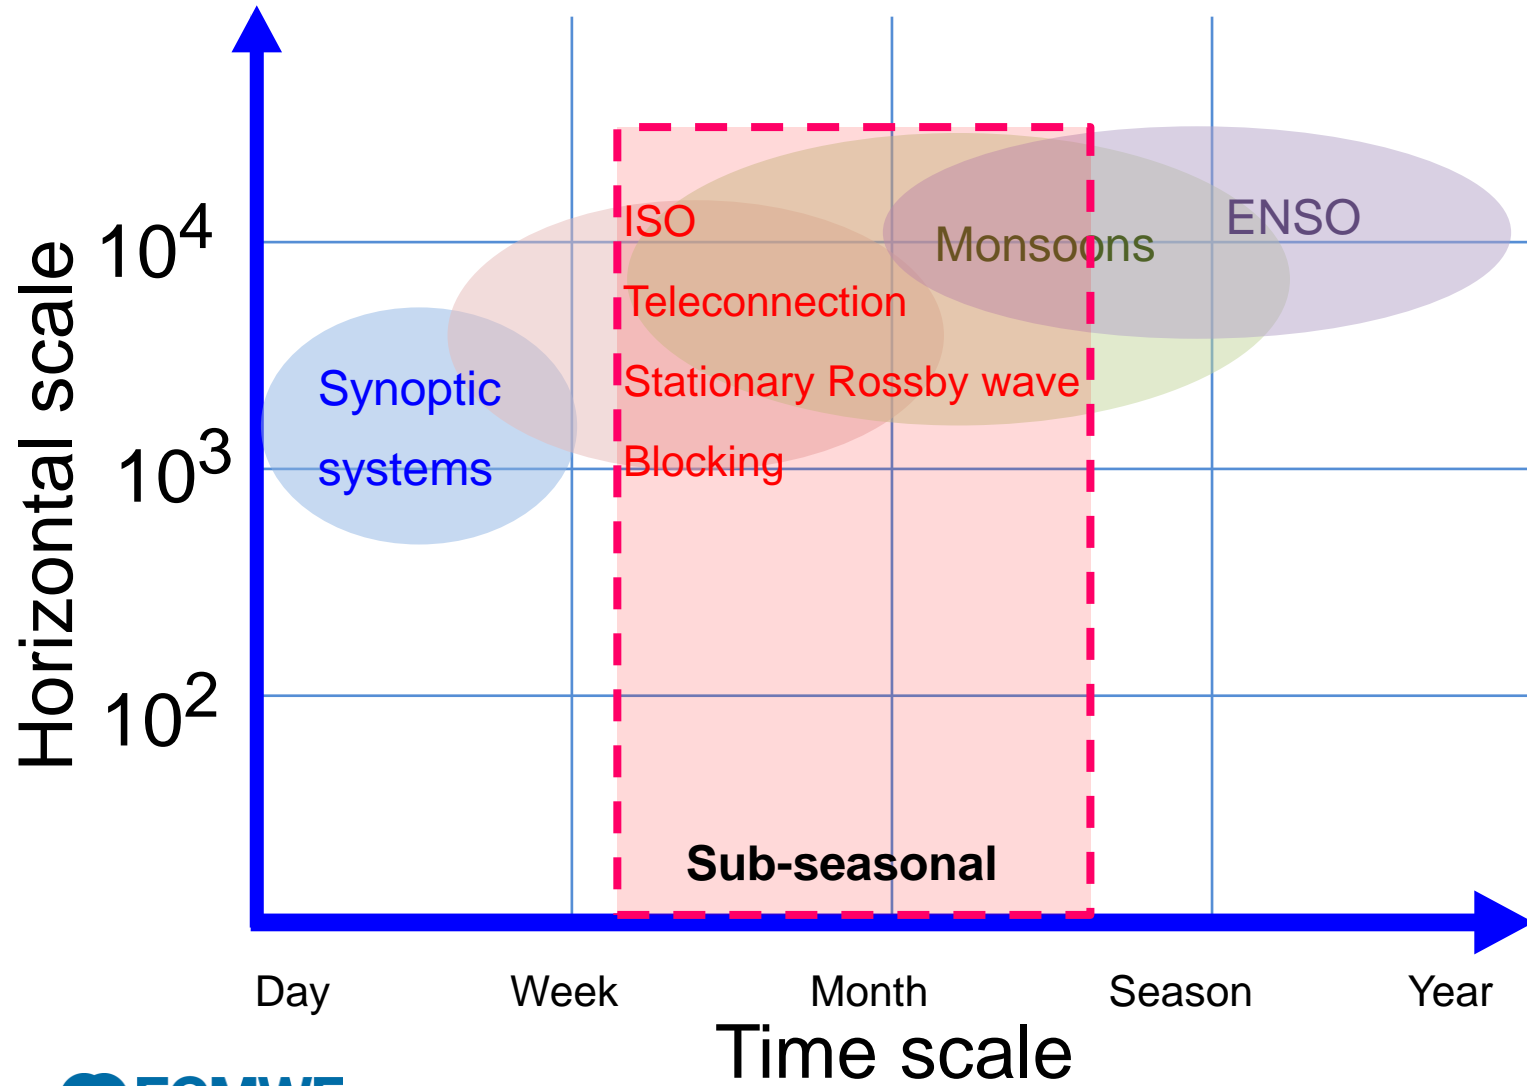 Horizontal scale
10⁴
10³
10²
ISO
Teleconnection
Stationary Rossby wave
Blocking
Monsoons
ENSO
Synoptic
systems
Sub-seasonal
Day Week Month Season Year
Time scale